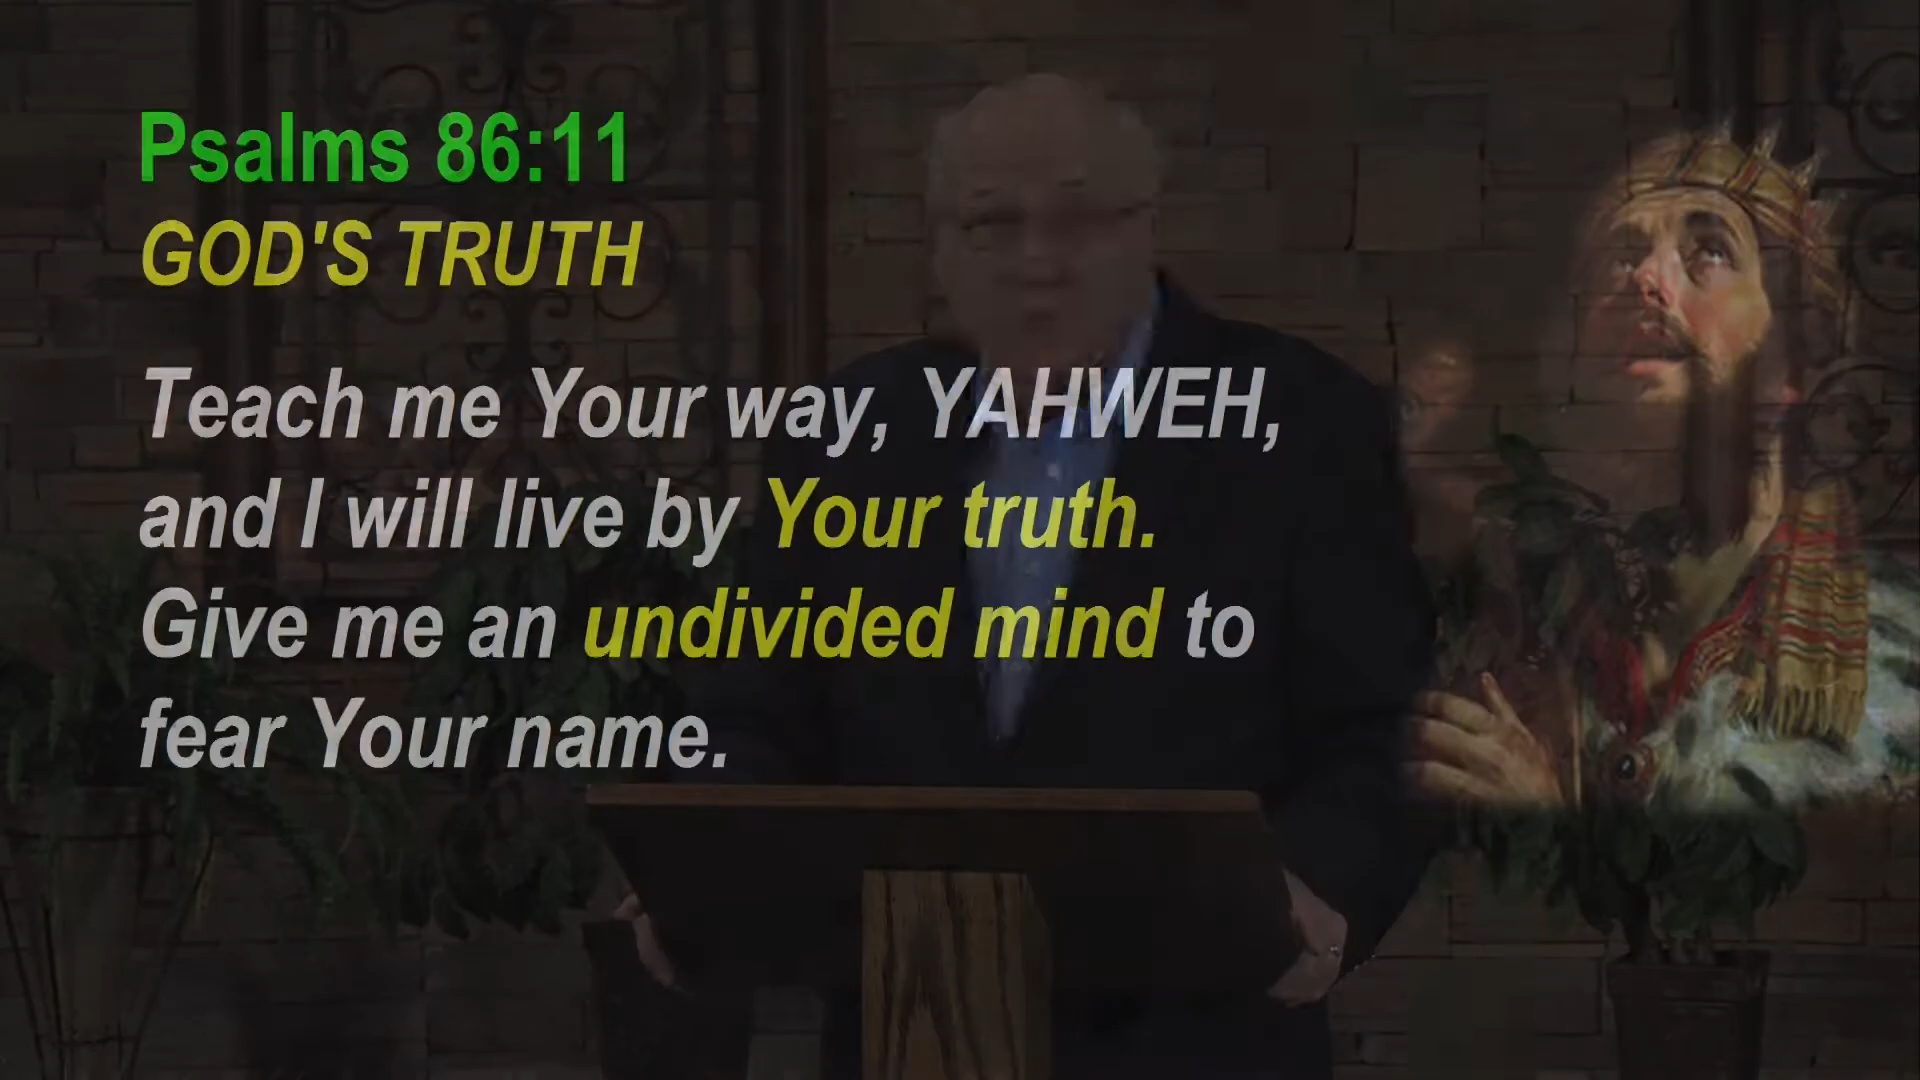 Psalms 86:11
GOD'S TRUTH
Teach me Your way, YAHWEH,
and I will live by Your truth.
Give me an undivided mind to
fear Your name.